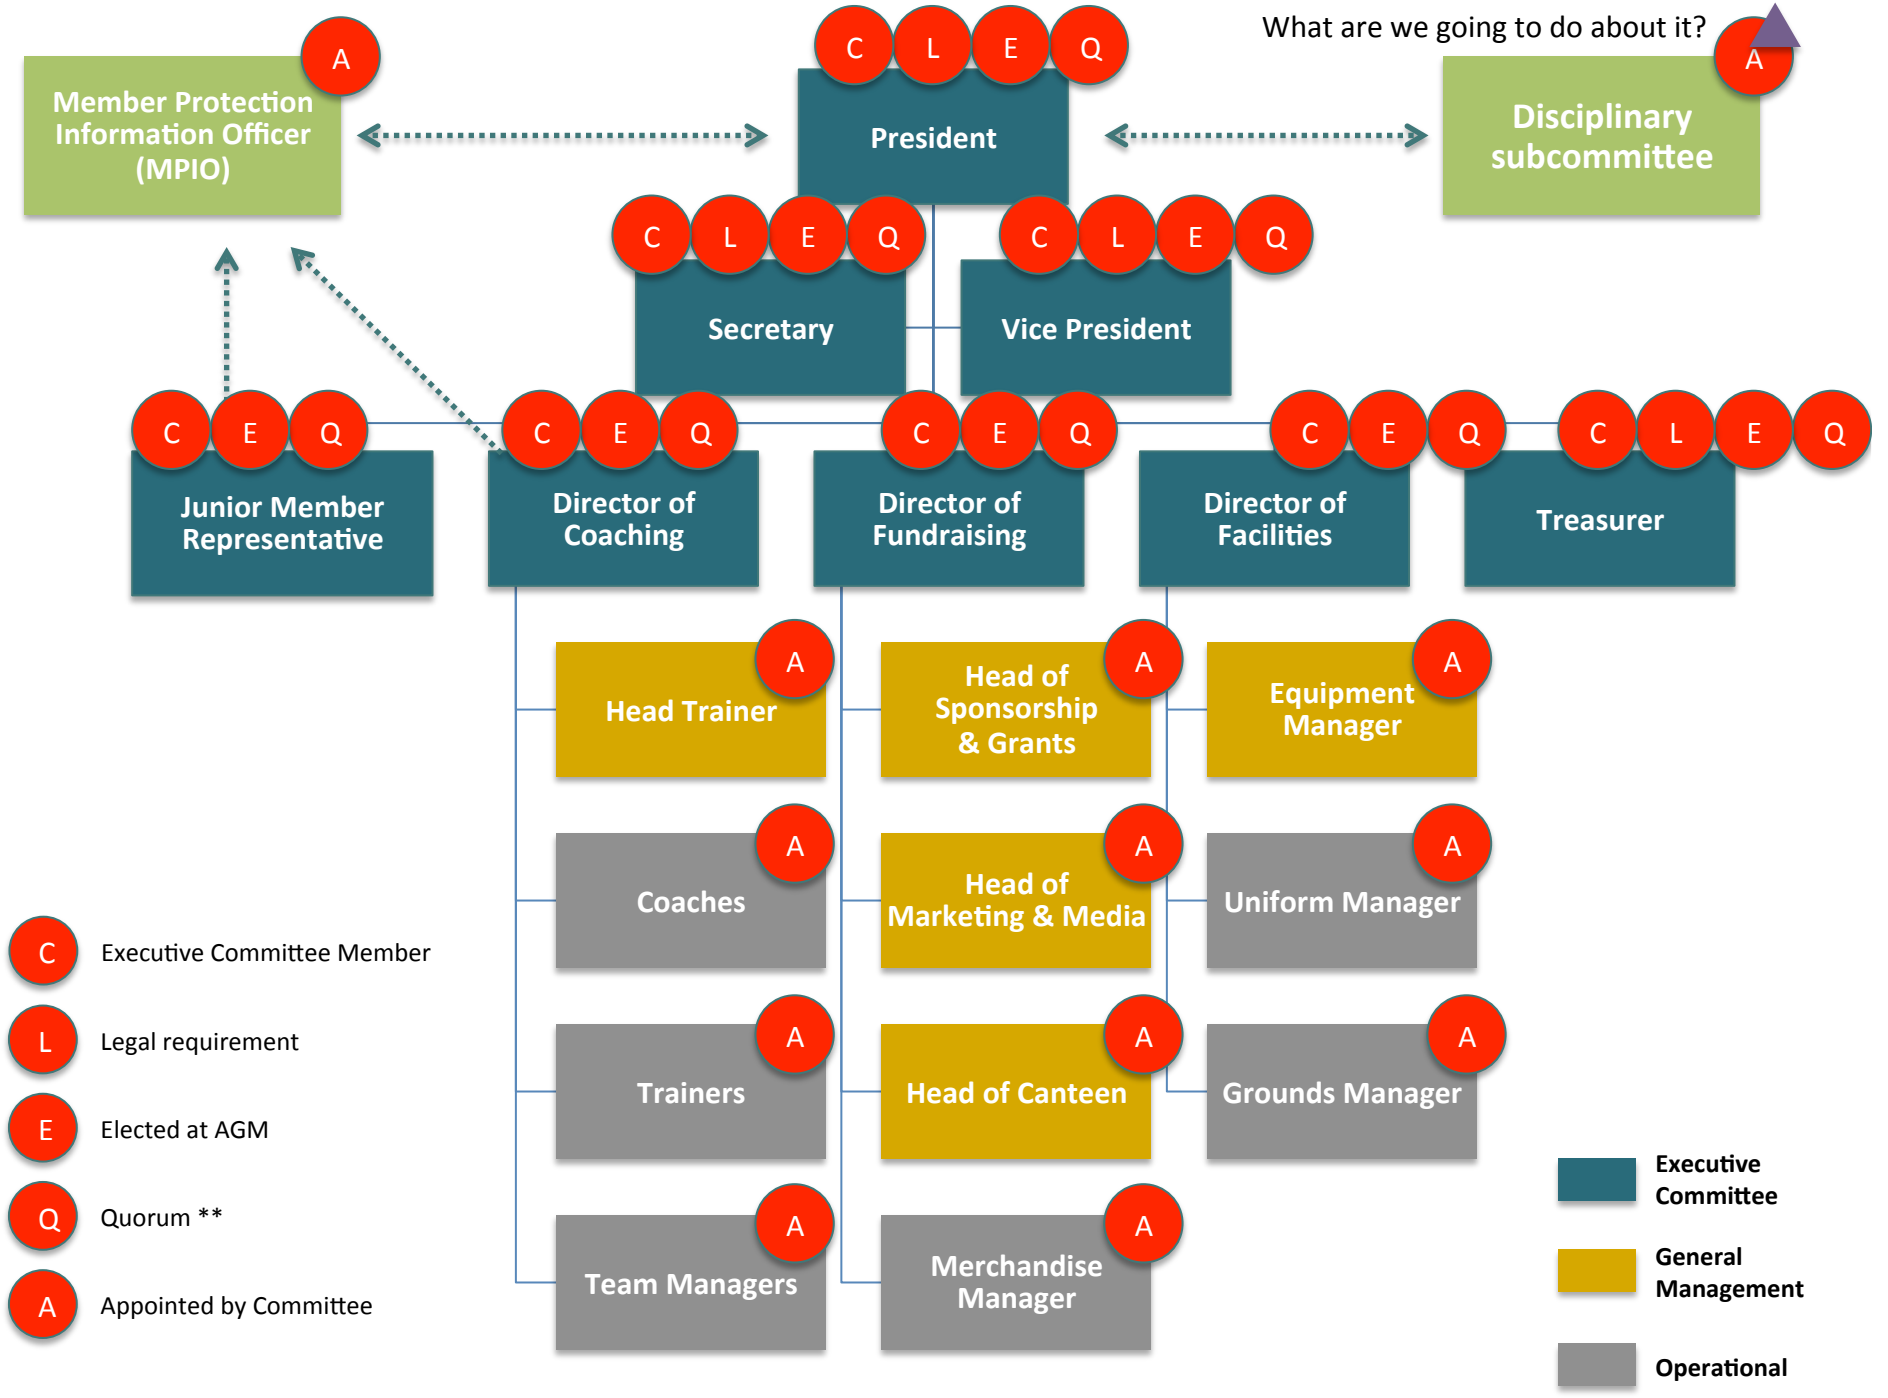 What are we going to do about it?
C L E Q
A
A
Member Protection
Information Officer
(MPIO)
President
Disciplinary
subcommittee
C L E Q
C L E Q
Secretary
Vice President
C E Q
C E Q
C E Q
C E Q
C L E Q
Junior Member
Representative
Director of
Coaching
Director of
Fundraising
Director of
Facilities
Treasurer
A
A
A
Head Trainer
Head of
Sponsorship
& Grants
Equipment
Manager
A
A
A
Coaches
Head of
Marketing & Media
Uniform Manager
A
A
A
Trainers
Head of Canteen
Grounds Manager
A
A
Team Managers
Merchandise
Manager
C Executive Committee Member
L Legal requirement
E Elected at AGM
Q Quorum **
A Appointed by Committee
Executive
Committee
General
Management
Operational